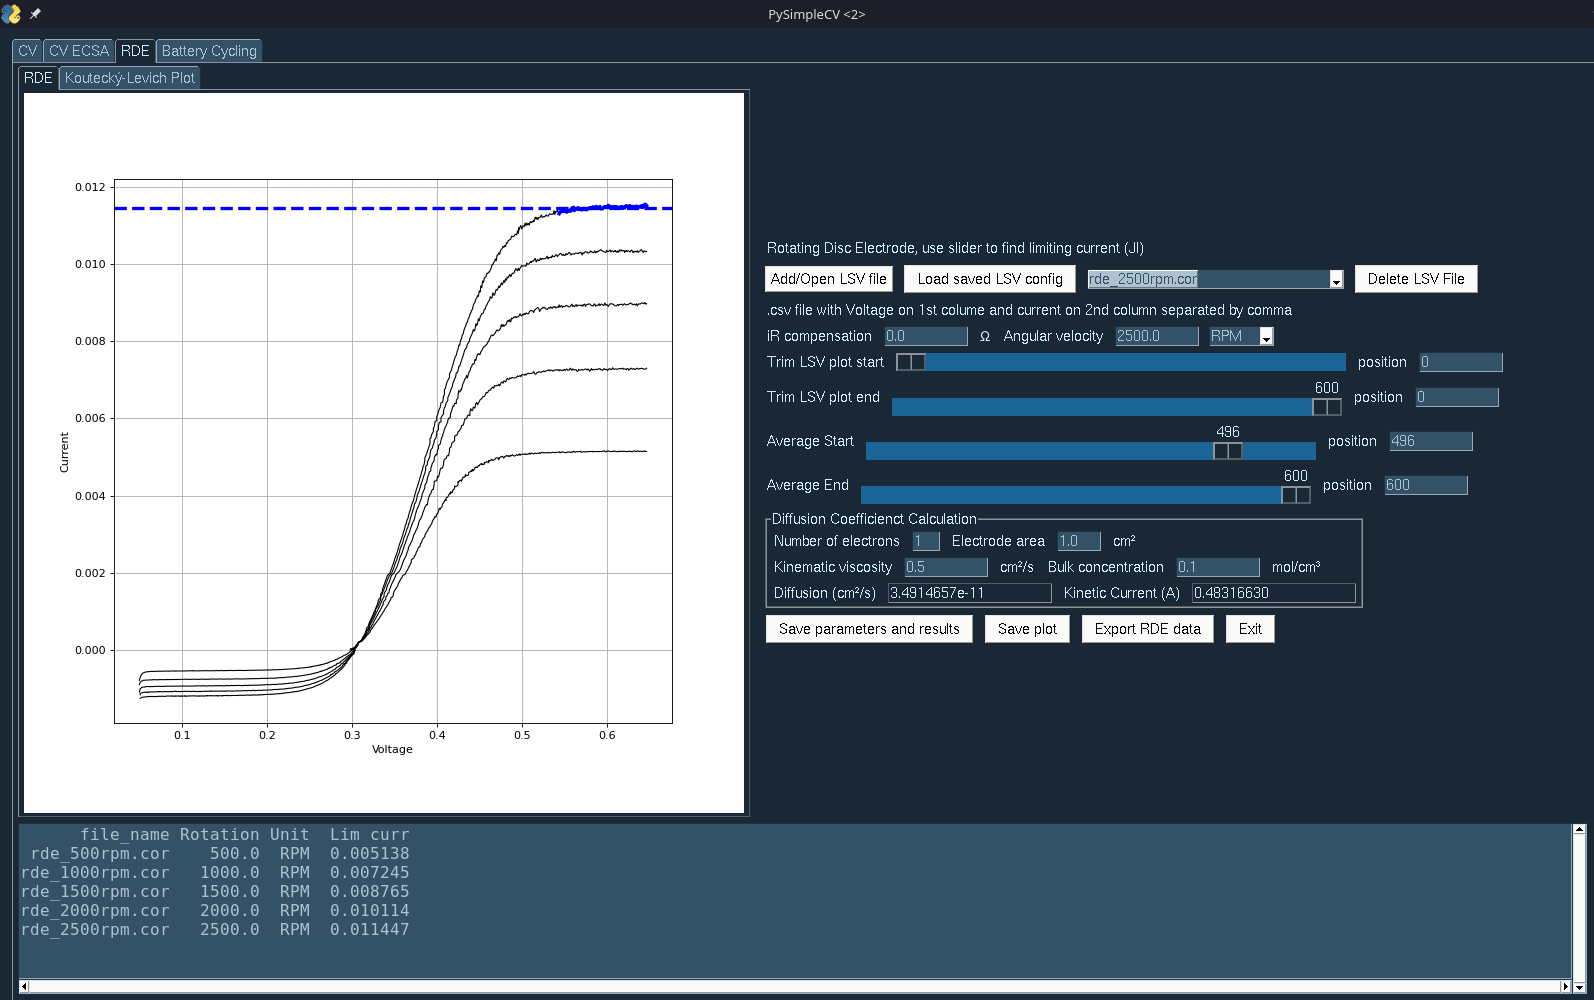 PySimpleCV <2>
CV CV ECSA RDE Battery Cycling
RDE Koutecký-Levich Plot
0.012
0.010
0.008
0.006
0.004
0.002
0.000
Current
0.1 0.2 0.3 0.4 0.5 0.6
Voltage
Rotating Disc Electrode, use slider to find limiting current (Jl)
Add/Open LSV file Load saved LSV config rde_2500rpm.cor Delete LSV File
.csv file with Voltage on 1st colume and current on 2nd column separated by comma
iR compensation 0.0 Ω Angular velocity 2500.0 RPM
Trim LSV plot start position 0
600
Trim LSV plot end position 0
496
Average Start position 496
600
Average End position 600
Diffusion Coefficienct Calculation
Number of electrons 1 Electrode area 1.0 cm²
Kinematic viscosity 0.5 cm²/s Bulk concentration 0.1 mol/cm³
Diffusion (cm²/s) 3.4914657e-11 Kinetic Current (A) 0.48316630
Save parameters and results Save plot Export RDE data Exit
file_name Rotation Unit Lim curr
rde_500rpm.cor 500.0 RPM 0.005138
rde_1000rpm.cor 1000.0 RPM 0.007245
rde_1500rpm.cor 1500.0 RPM 0.008765
rde_2000rpm.cor 2000.0 RPM 0.010114
rde_2500rpm.cor 2500.0 RPM 0.011447